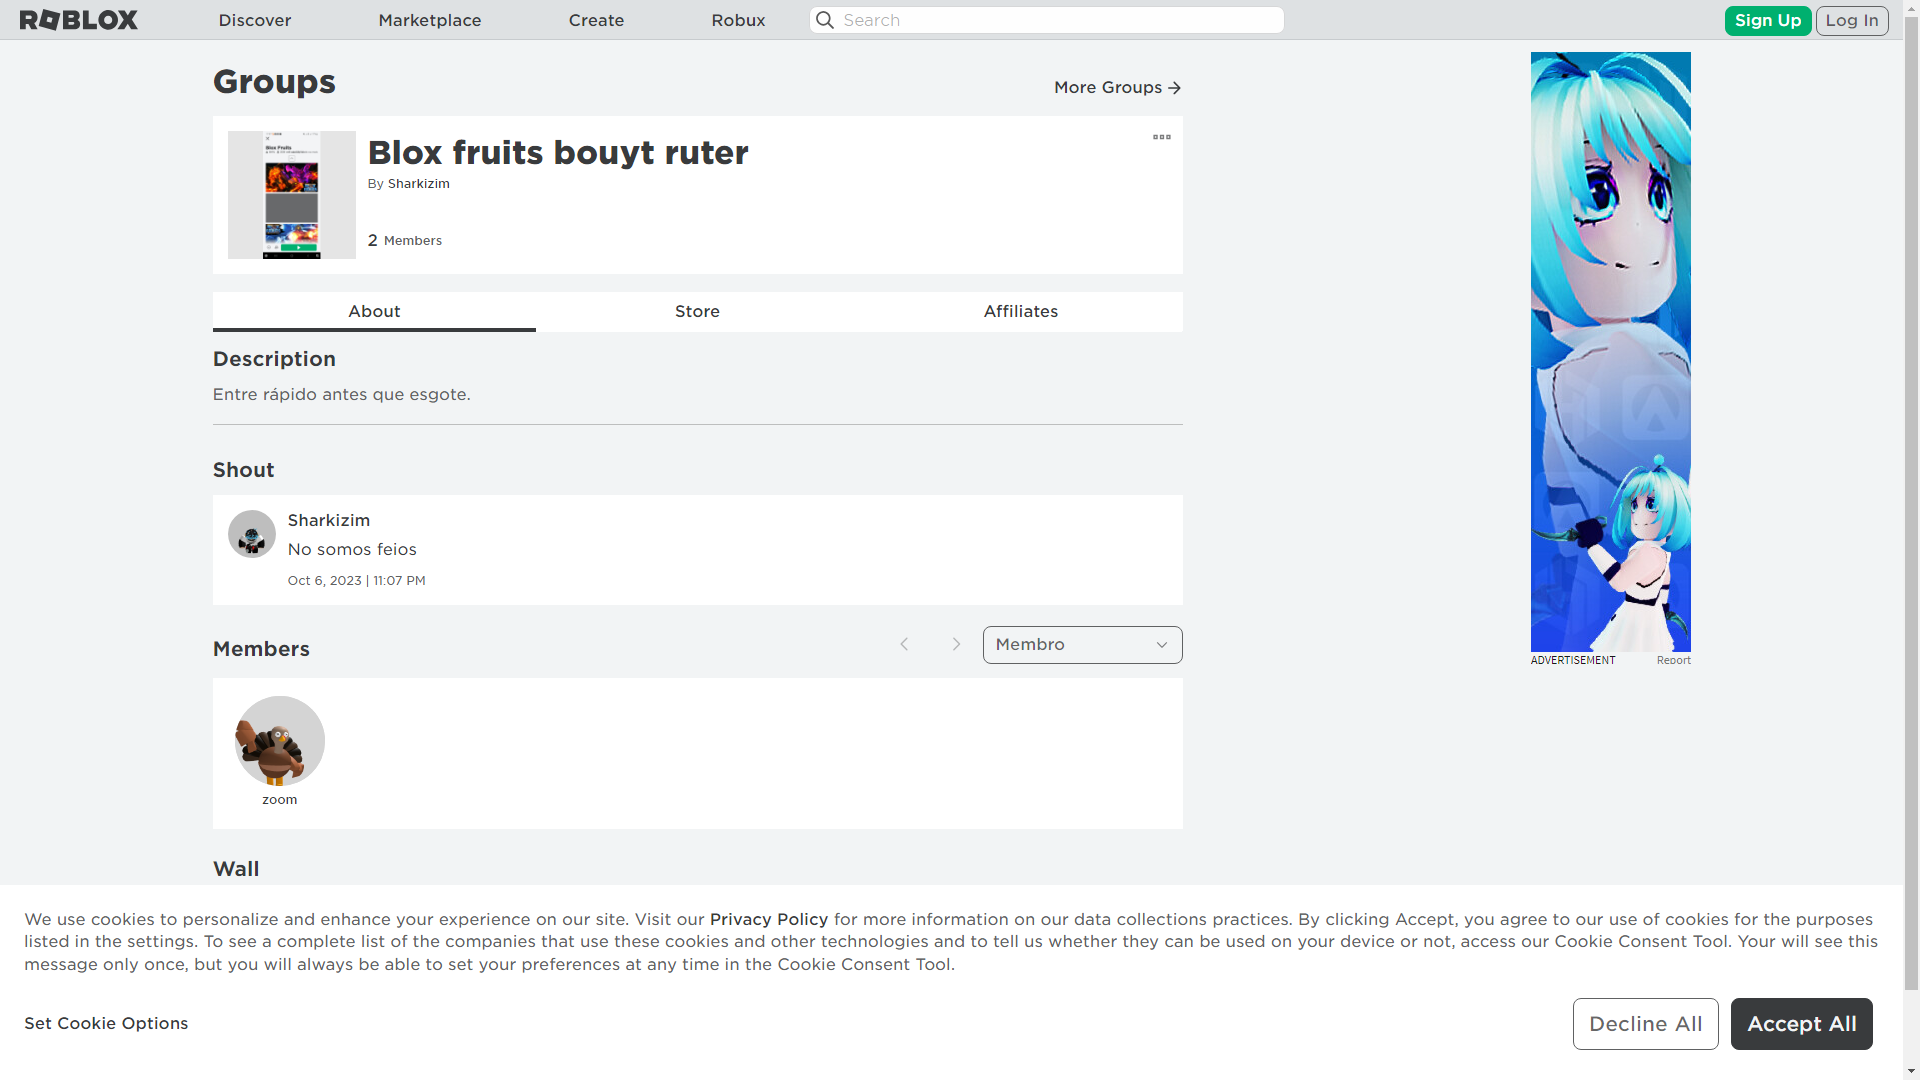 ROBLOX
Discover
Marketplace
Create
Robux
Search
Sign Up
Log In
Groups
More Groups
Blox Fruits
Blox fruits bouyt ruter
By Sharkizim
2 Members
About
Store
Affiliates
Description
Entre rápido antes que esgote.
Shout
Sharkizim
No somos feios
Oct 6, 2023 | 11:07 PM
Members
Membro
zoom
Wall
ADVERTISEMENT
Report
We use cookies to personalize and enhance your experience on our site. Visit our Privacy Policy for more information on our data collections practices. By clicking Accept, you agree to our use of cookies for the purposes
listed in the settings. To see a complete list of the companies that use these cookies and other technologies and to tell us whether they can be used on your device or not, access our Cookie Consent Tool. Your will see this
message only once, but you will always be able to set your preferences at any time in the Cookie Consent Tool.
Set Cookie Options
Decline All
Accept All